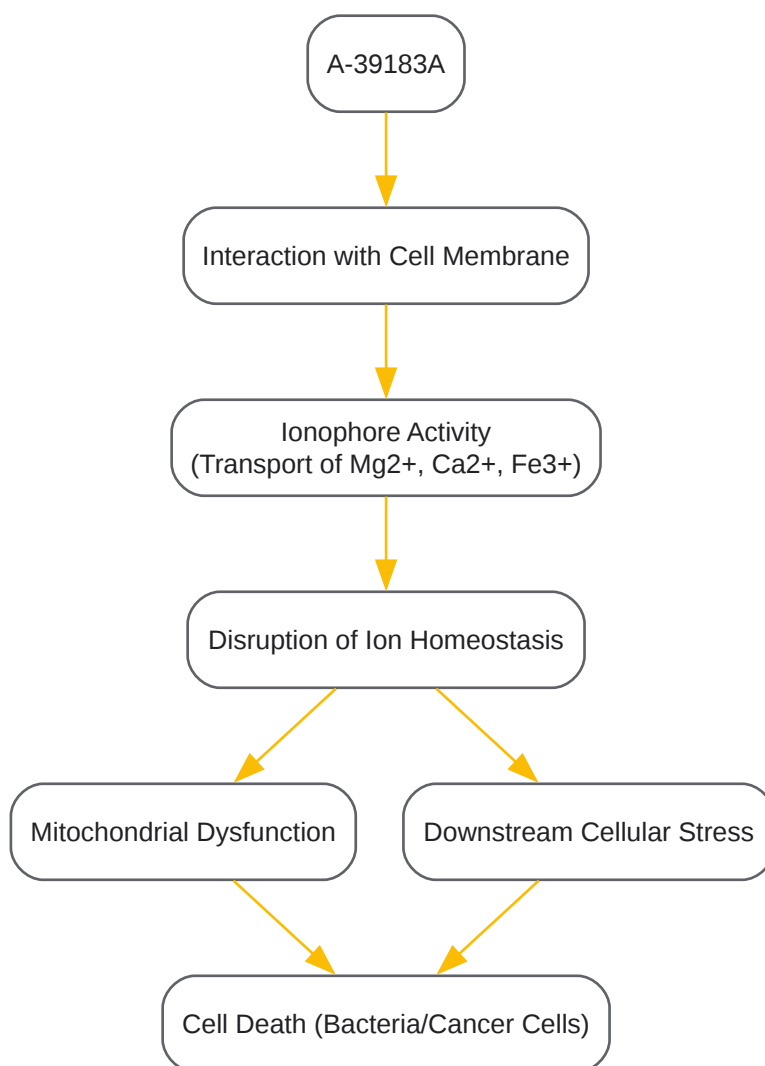 A-39183A
Interaction with Cell Membrane
Ionophore Activity
(Transport of Mg2+, Ca2+, Fe3+)
Disruption of Ion Homeostasis
Mitochondrial Dysfunction
Downstream Cellular Stress
Cell Death (Bacteria/Cancer Cells)